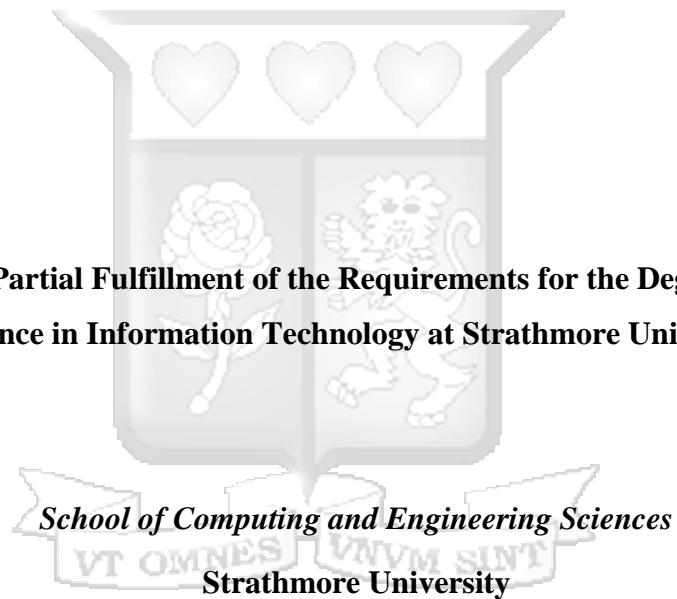 Partial Fulfillment of the Requirements for the Deg
nce in Information Technology at Strathmore Uni
School of Computing and Engineering Sciences
VT OMNES VNVM SINT
Strathmore University